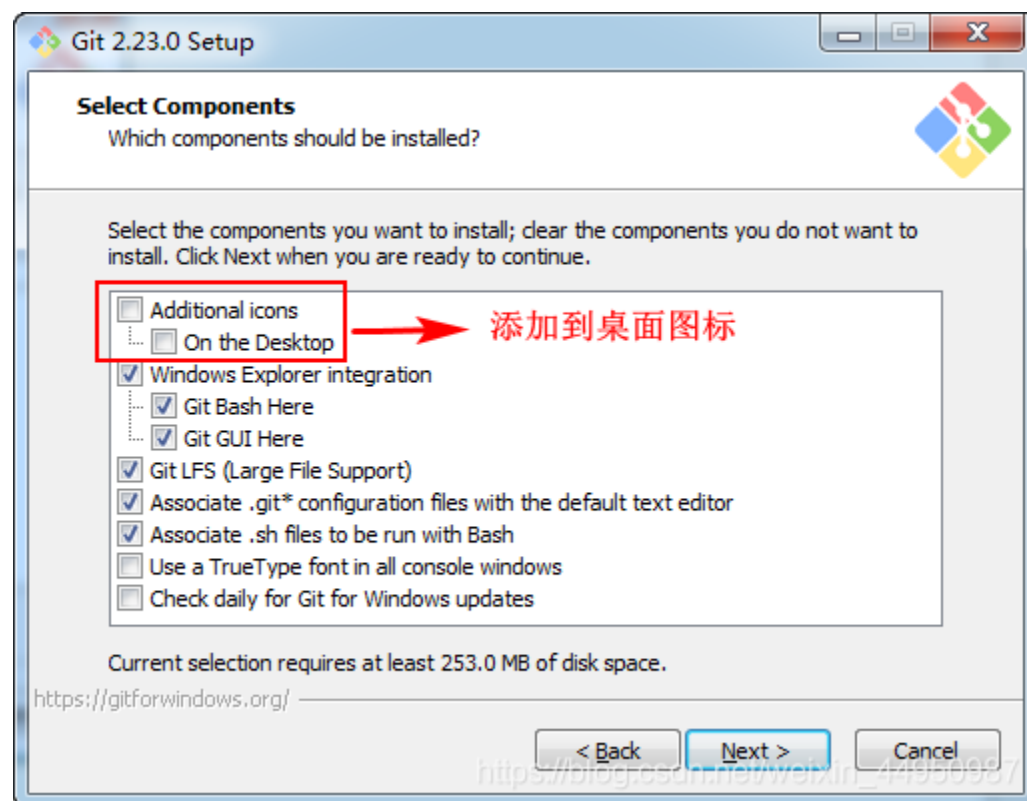 Git 2.23.0 Setup
Select Components
Which components should be installed?
Select the components you want to install; clear the components you do not want to
install. Click Next when you are ready to continue.
Additional icons
On the Desktop
添加到桌面图标
Windows Explorer integration
Git Bash Here
Git GUI Here
Git LFS (Large File Support)
Associate .git* configuration files with the default text editor
Associate .sh files to be run with Bash
Use a TrueType font in all console windows
Check daily for Git for Windows updates
Current selection requires at least 253.0 MB of disk space.
https://gitforwindows.org/
< Back Next > Cancel
https://blog.csdn.net/weixin_44950987